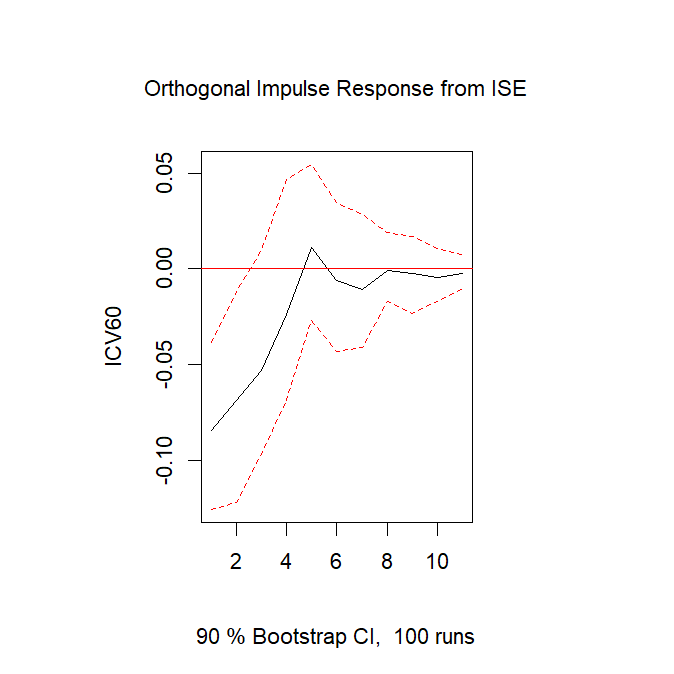 Orthogonal Impulse Response from ISE
ICV60
0.05
0.00
-0.05
-0.10
2 4 6 8 10
90 % Bootstrap CI,  100 runs